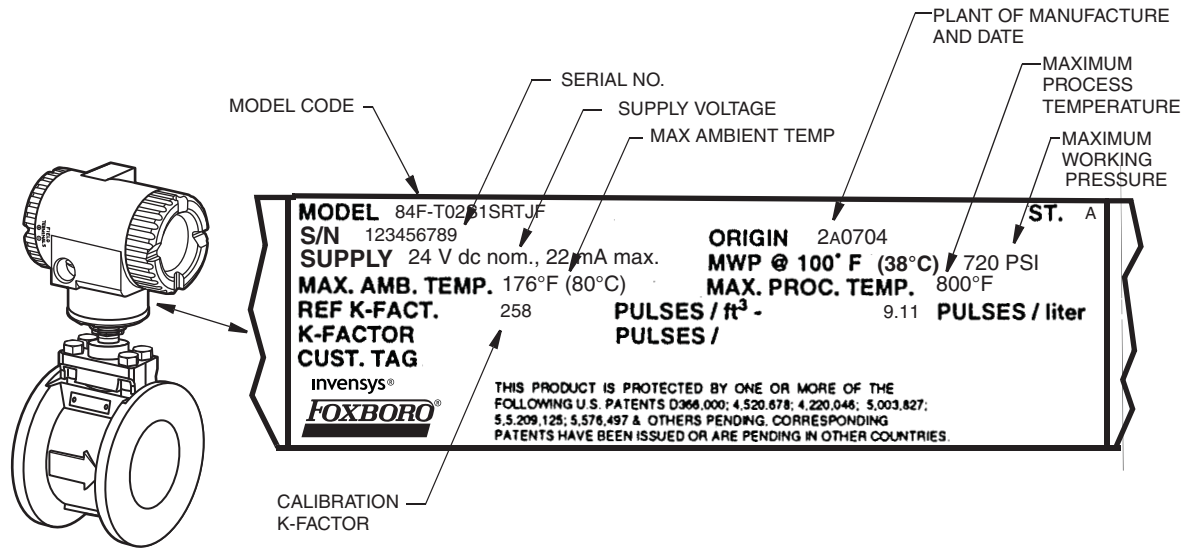 PLANT OF MANUFACTURE
AND DATE
MAXIMUM
PROCESS
TEMPERATURE
SERIAL NO.
MODEL CODE
SUPPLY VOLTAGE
MAX AMBIENT TEMP
MAXIMUM
WORKING
PRESSURE
MODEL 84F-T02S1SRTJF ST. A
S/N 123456789 ORIGIN 2A0704
SUPPLY 24 V dc nom., 22 mA max. MWP @ 100° F (38°C) 720 PSI
MAX. AMB. TEMP. 176°F (80°C) MAX. PROC. TEMP. 800°F
REF K-FACT. 258 PULSES / ft³ - 9.11 PULSES / liter
K-FACTOR PULSES /
CUST. TAG
invensys®
FOXBORO®
THIS PRODUCT IS PROTECTED BY ONE OR MORE OF THE
FOLLOWING U.S. PATENTS D366,000; 4,520.678; 4,220,046; 5,003,827;
5,5.209,125; 5,576,497 & OTHERS PENDING. CORRESPONDING
PATENTS HAVE BEEN ISSUED OR ARE PENDING IN OTHER COUNTRIES.
CALIBRATION
K-FACTOR